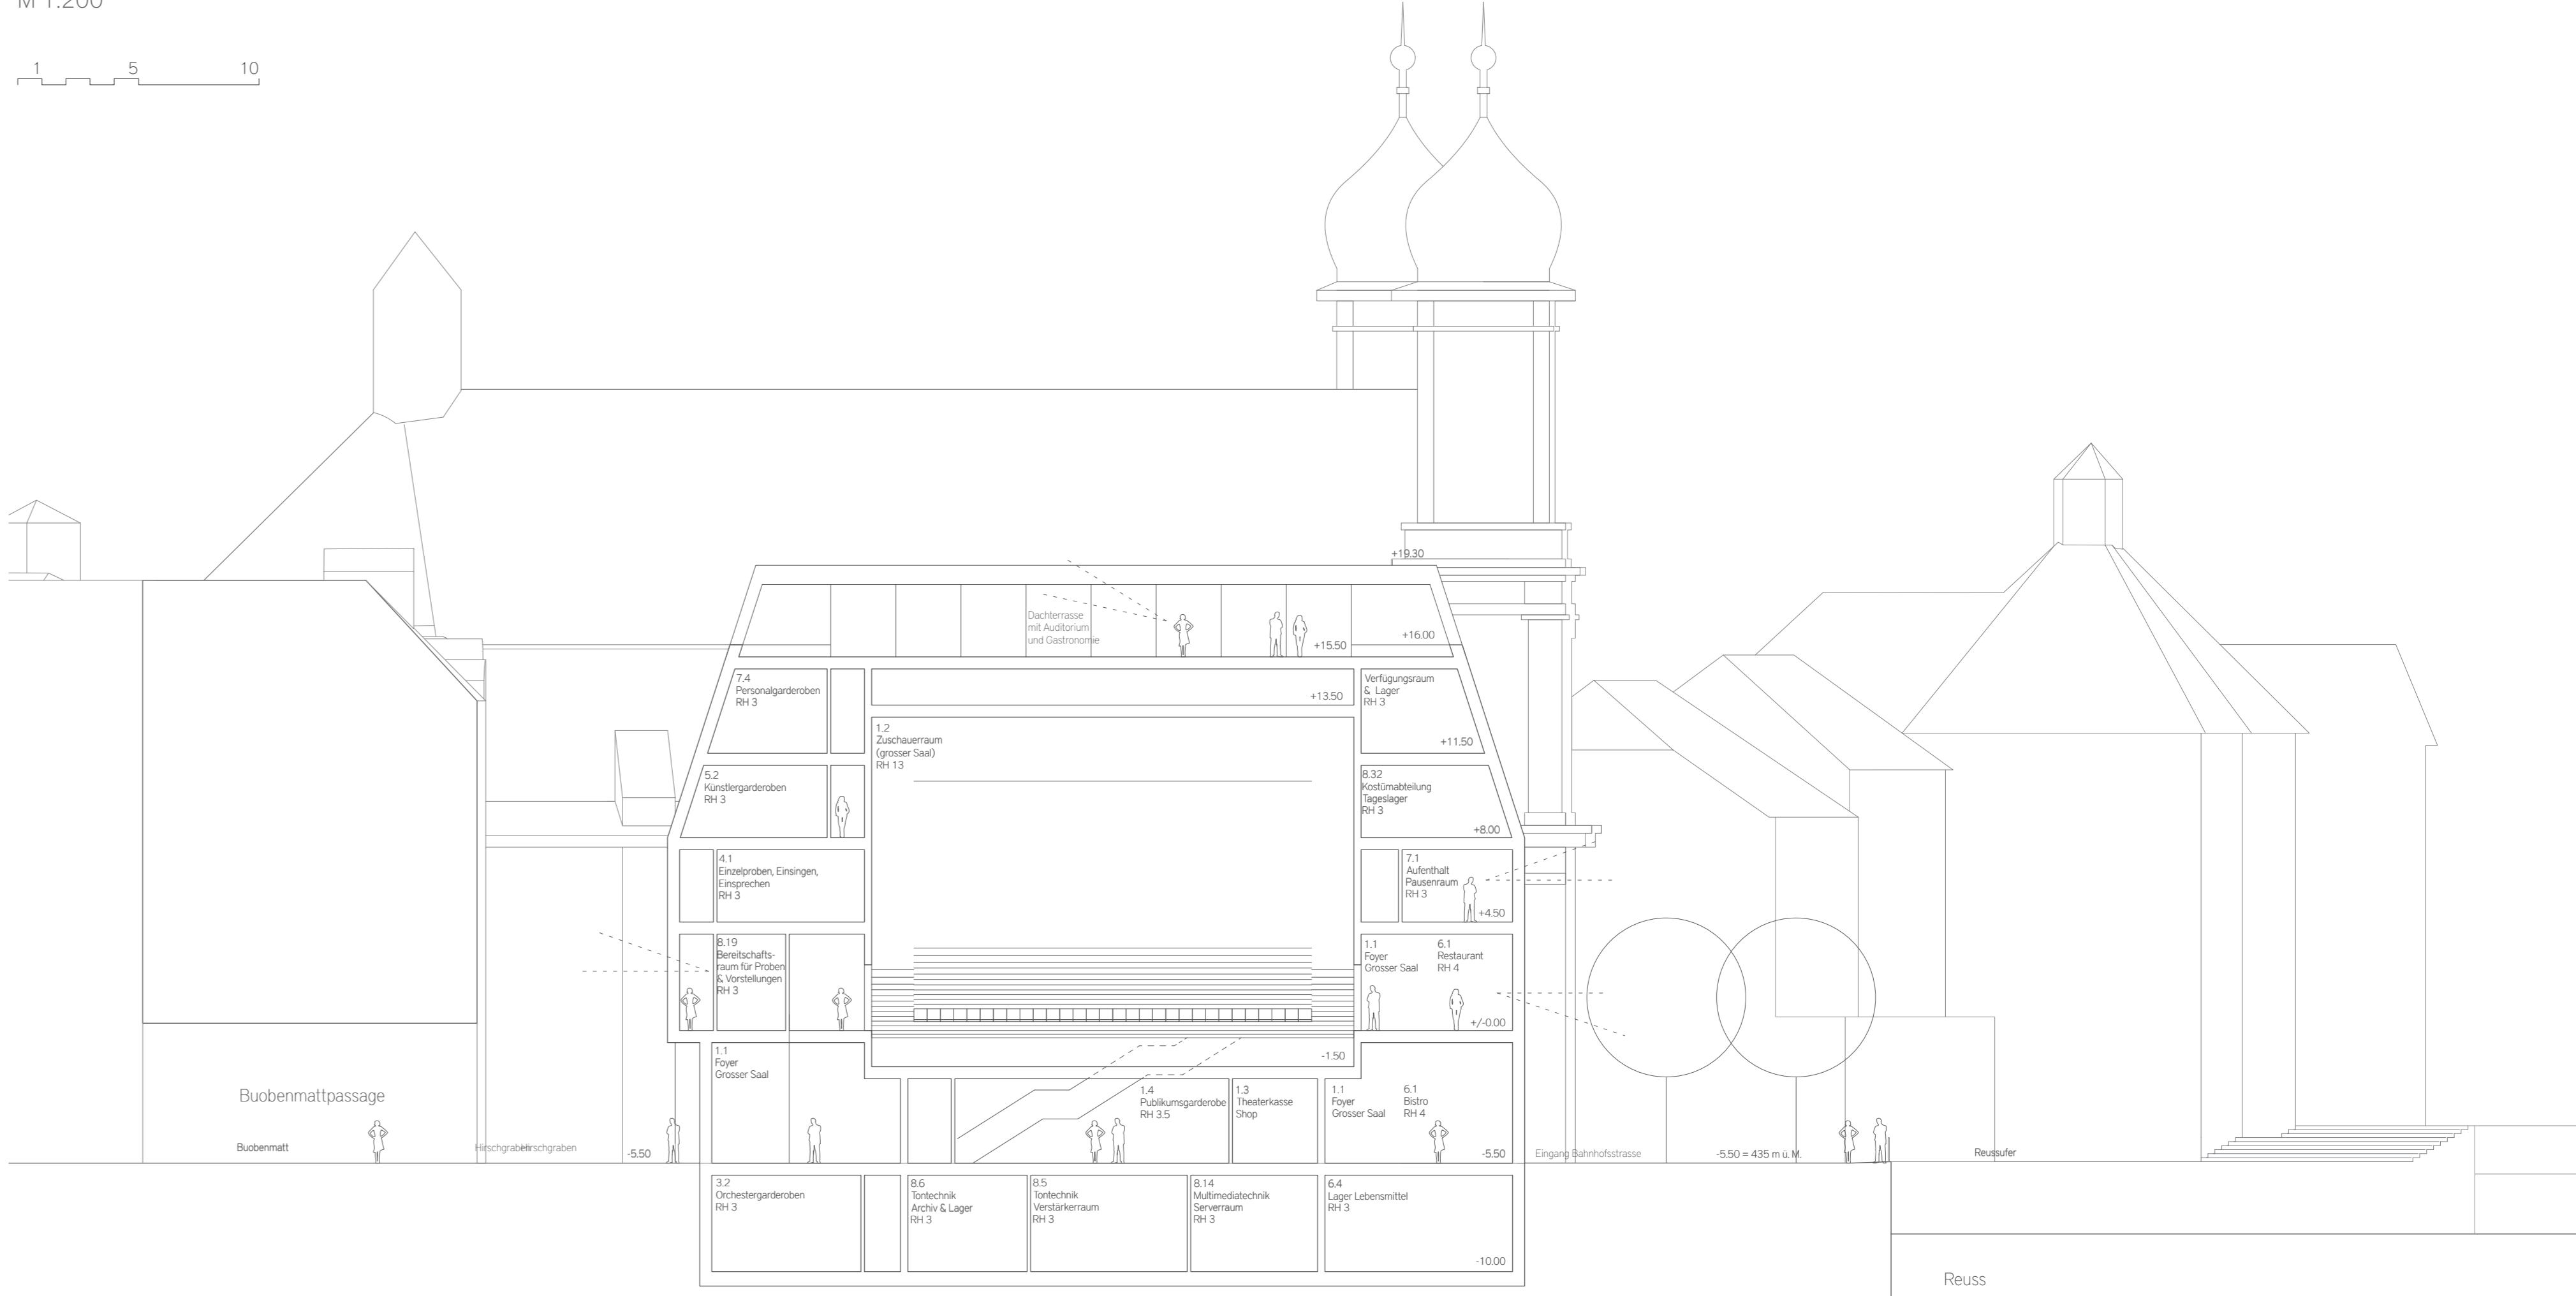 M 1:200
1 5 10
+19.30
Dachterrasse
mit Auditorium
und Gastronomie
+15.50
+16.00
7.4
Personalgarderoben
RH 3
+13.50
Verfügungsraum
& Lager
RH 3
+11.50
1.2
Zuschauerraum
(grosser Saal)
RH 13
5.2
Künstlergarderoben
RH 3
8.32
Kostümabteilung
Tageslager
RH 3
+8.00
4.1
Einzelproben, Einsingen,
Einsprechen
RH 3
7.1
Aufenthalt
Pausenraum
RH 3
+4.50
8.19
Bereitschafts-
raum für Proben
& Vorstellungen
RH 3
1.1
Foyer
Grosser Saal
6.1
Restaurant
RH 4
+/-0.00
-1.50
1.1
Foyer
Grosser Saal
1.4
Publikumsgarderobe
RH 3.5
1.3
Theaterkasse
Shop
1.1
Foyer
Grosser Saal
6.1
Bistro
RH 4
-5.50
Buobenmattpassage
Buobenmatt
Hirschgraben
Hirschgraben
-5.50
Eingang Bahnhofsstrasse
-5.50 = 435 m ü. M.
Reussufer
3.2
Orchestergarderoben
RH 3
8.6
Tontechnik
Archiv & Lager
RH 3
8.5
Tontechnik
Verstärkerraum
RH 3
8.14
Multimediatechnik
Serverraum
RH 3
6.4
Lager Lebensmittel
RH 3
-10.00
Reuss